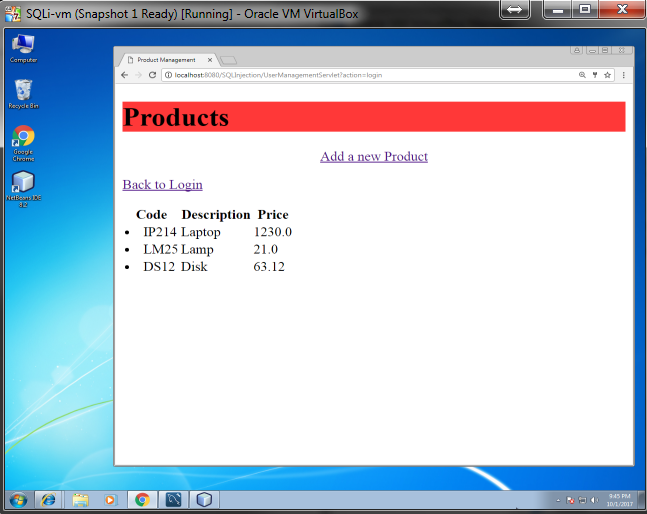 SQLi-vm (Snapshot 1 Ready) [Running] - Oracle VM VirtualBox
Computer
Recycle Bin
Google Chrome
NetBeans IDE 8.2
Product Management
localhost:8080/SQLInjection/UserManagementServlet?action=login
Products
Add a new Product
Back to Login
Code Description Price
• IP214 Laptop 1230.0
• LM25 Lamp 21.0
• DS12 Disk 63.12
9:45 PM
10/1/2017